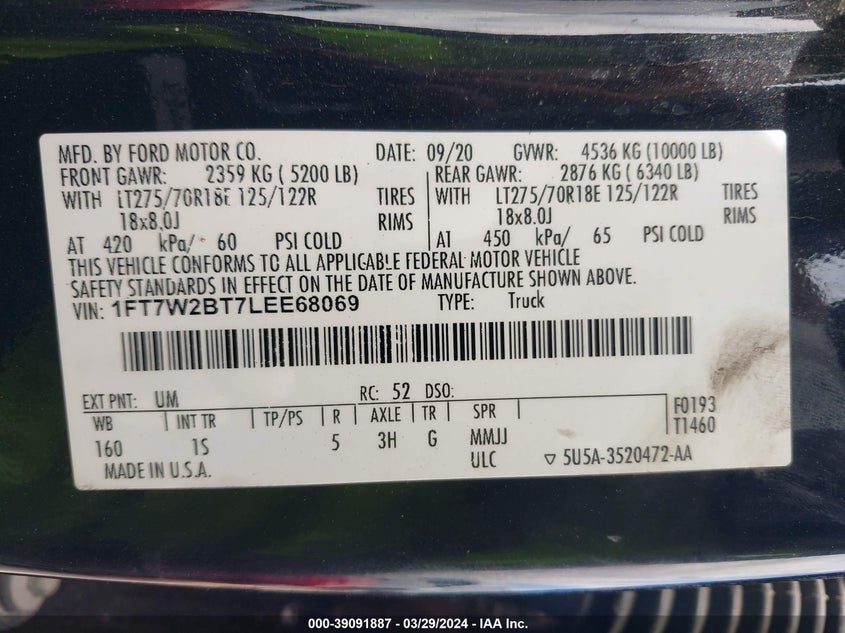 MFD. BY FORD MOTOR CO. DATE: 09/20 GVWR: 4536 KG (10000 LB)
FRONT GAWR: 2359 KG ( 5200 LB) REAR GAWR: 2876 KG ( 6340 LB)
WITH LT275/70R18E 125/122R TIRES WITH LT275/70R18E 125/122R TIRES
18x8.0J RIMS 18x8.0J RIMS
AT 420 kPa/ 60 PSI COLD AT 450 kPa/ 65 PSI COLD
THIS VEHICLE CONFORMS TO ALL APPLICABLE FEDERAL MOTOR VEHICLE
SAFETY STANDARDS IN EFFECT ON THE DATE OF MANUFACTURE SHOWN ABOVE.
VIN: 1FT7W2BT7LEE68069 TYPE: Truck
EXT PNT: UM RC: 52 DSO:
WB INT TR TP/PS R AXLE TR SPR F0193
T1460
160 1S 5 3H G MMJJ
MADE IN U.S.A. ULC 5U5A-3520472-AA
000-39091887 - 03/29/2024 - IAA Inc.